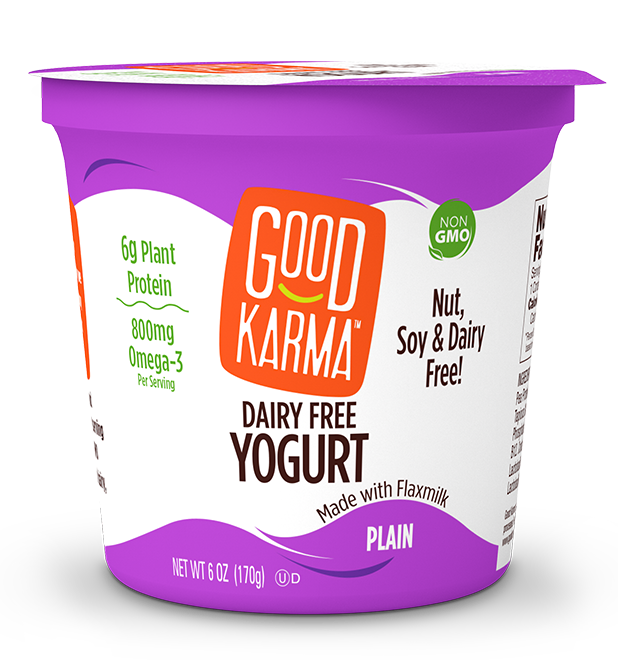 GOOD
KARMA™
6g Plant
Protein
800mg
Omega-3
Per Serving
NON
GMO
Nut,
Soy & Dairy
Free!
DAIRY FREE
YOGURT
Made with Flaxmilk
PLAIN
NET WT 6 OZ (170g) Ⓤ D